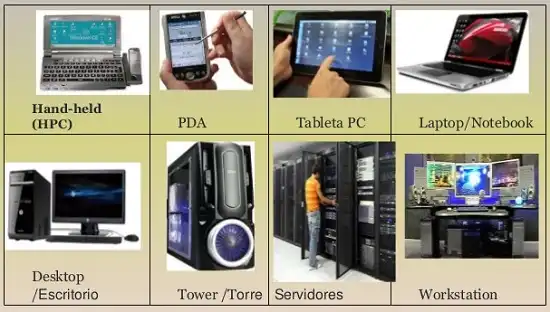 Hand-held
(HPC)
PDA
Tableta PC
Laptop/Notebook
Desktop
/Escritorio
Tower /Torre
Servidores
Workstation